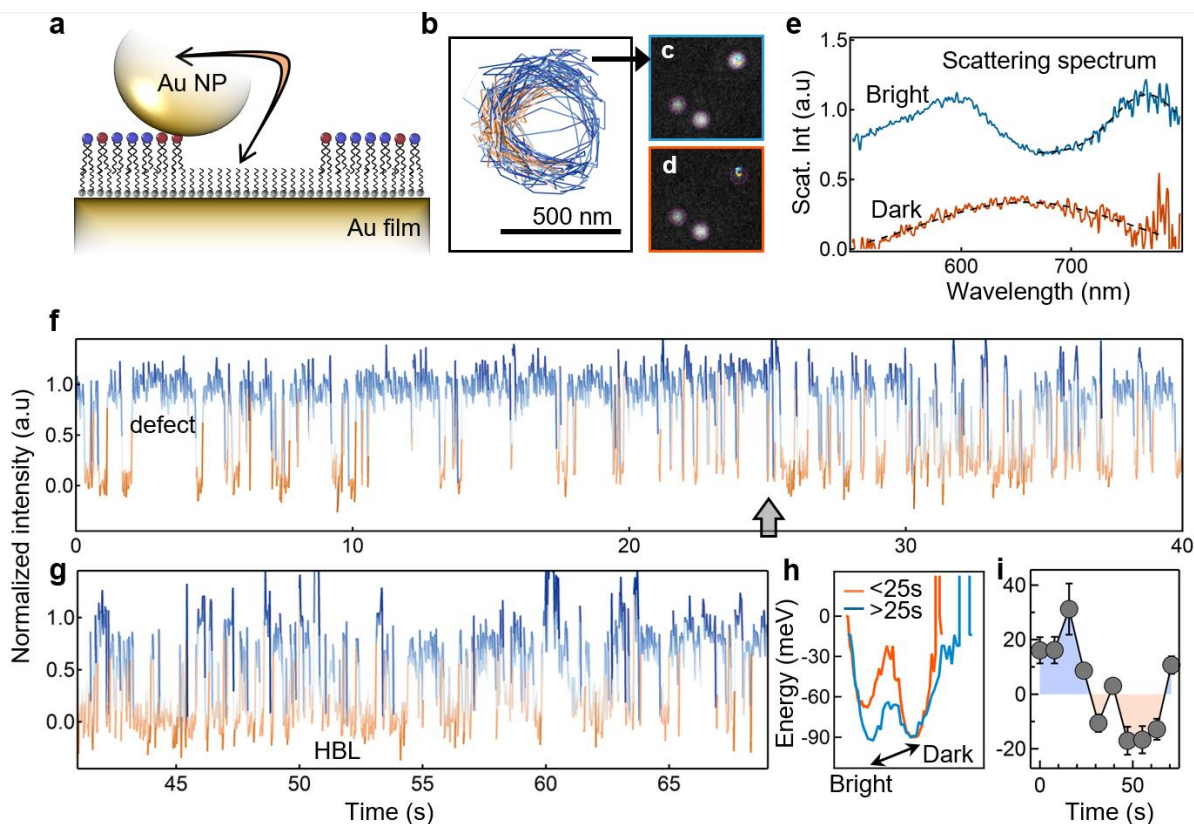 a
Au NP
Au film
b
500 nm
c
d
e
Scattering spectrum
Bright
Dark
Scat. Int (a.u)
1.5
1.0
0.5
0.0
600
700
Wavelength (nm)
f
Normalized intensity (a.u)
1.0
0.5
0.0
defect
0
10
20
30
40
g
1.0
0.5
0.0
HBL
45
50
55
60
65
Time (s)
h
<25s
>25s
Energy (meV)
0
-30
-60
-90
Bright
Dark
i
40
20
0
-20
0
50
Time (s)